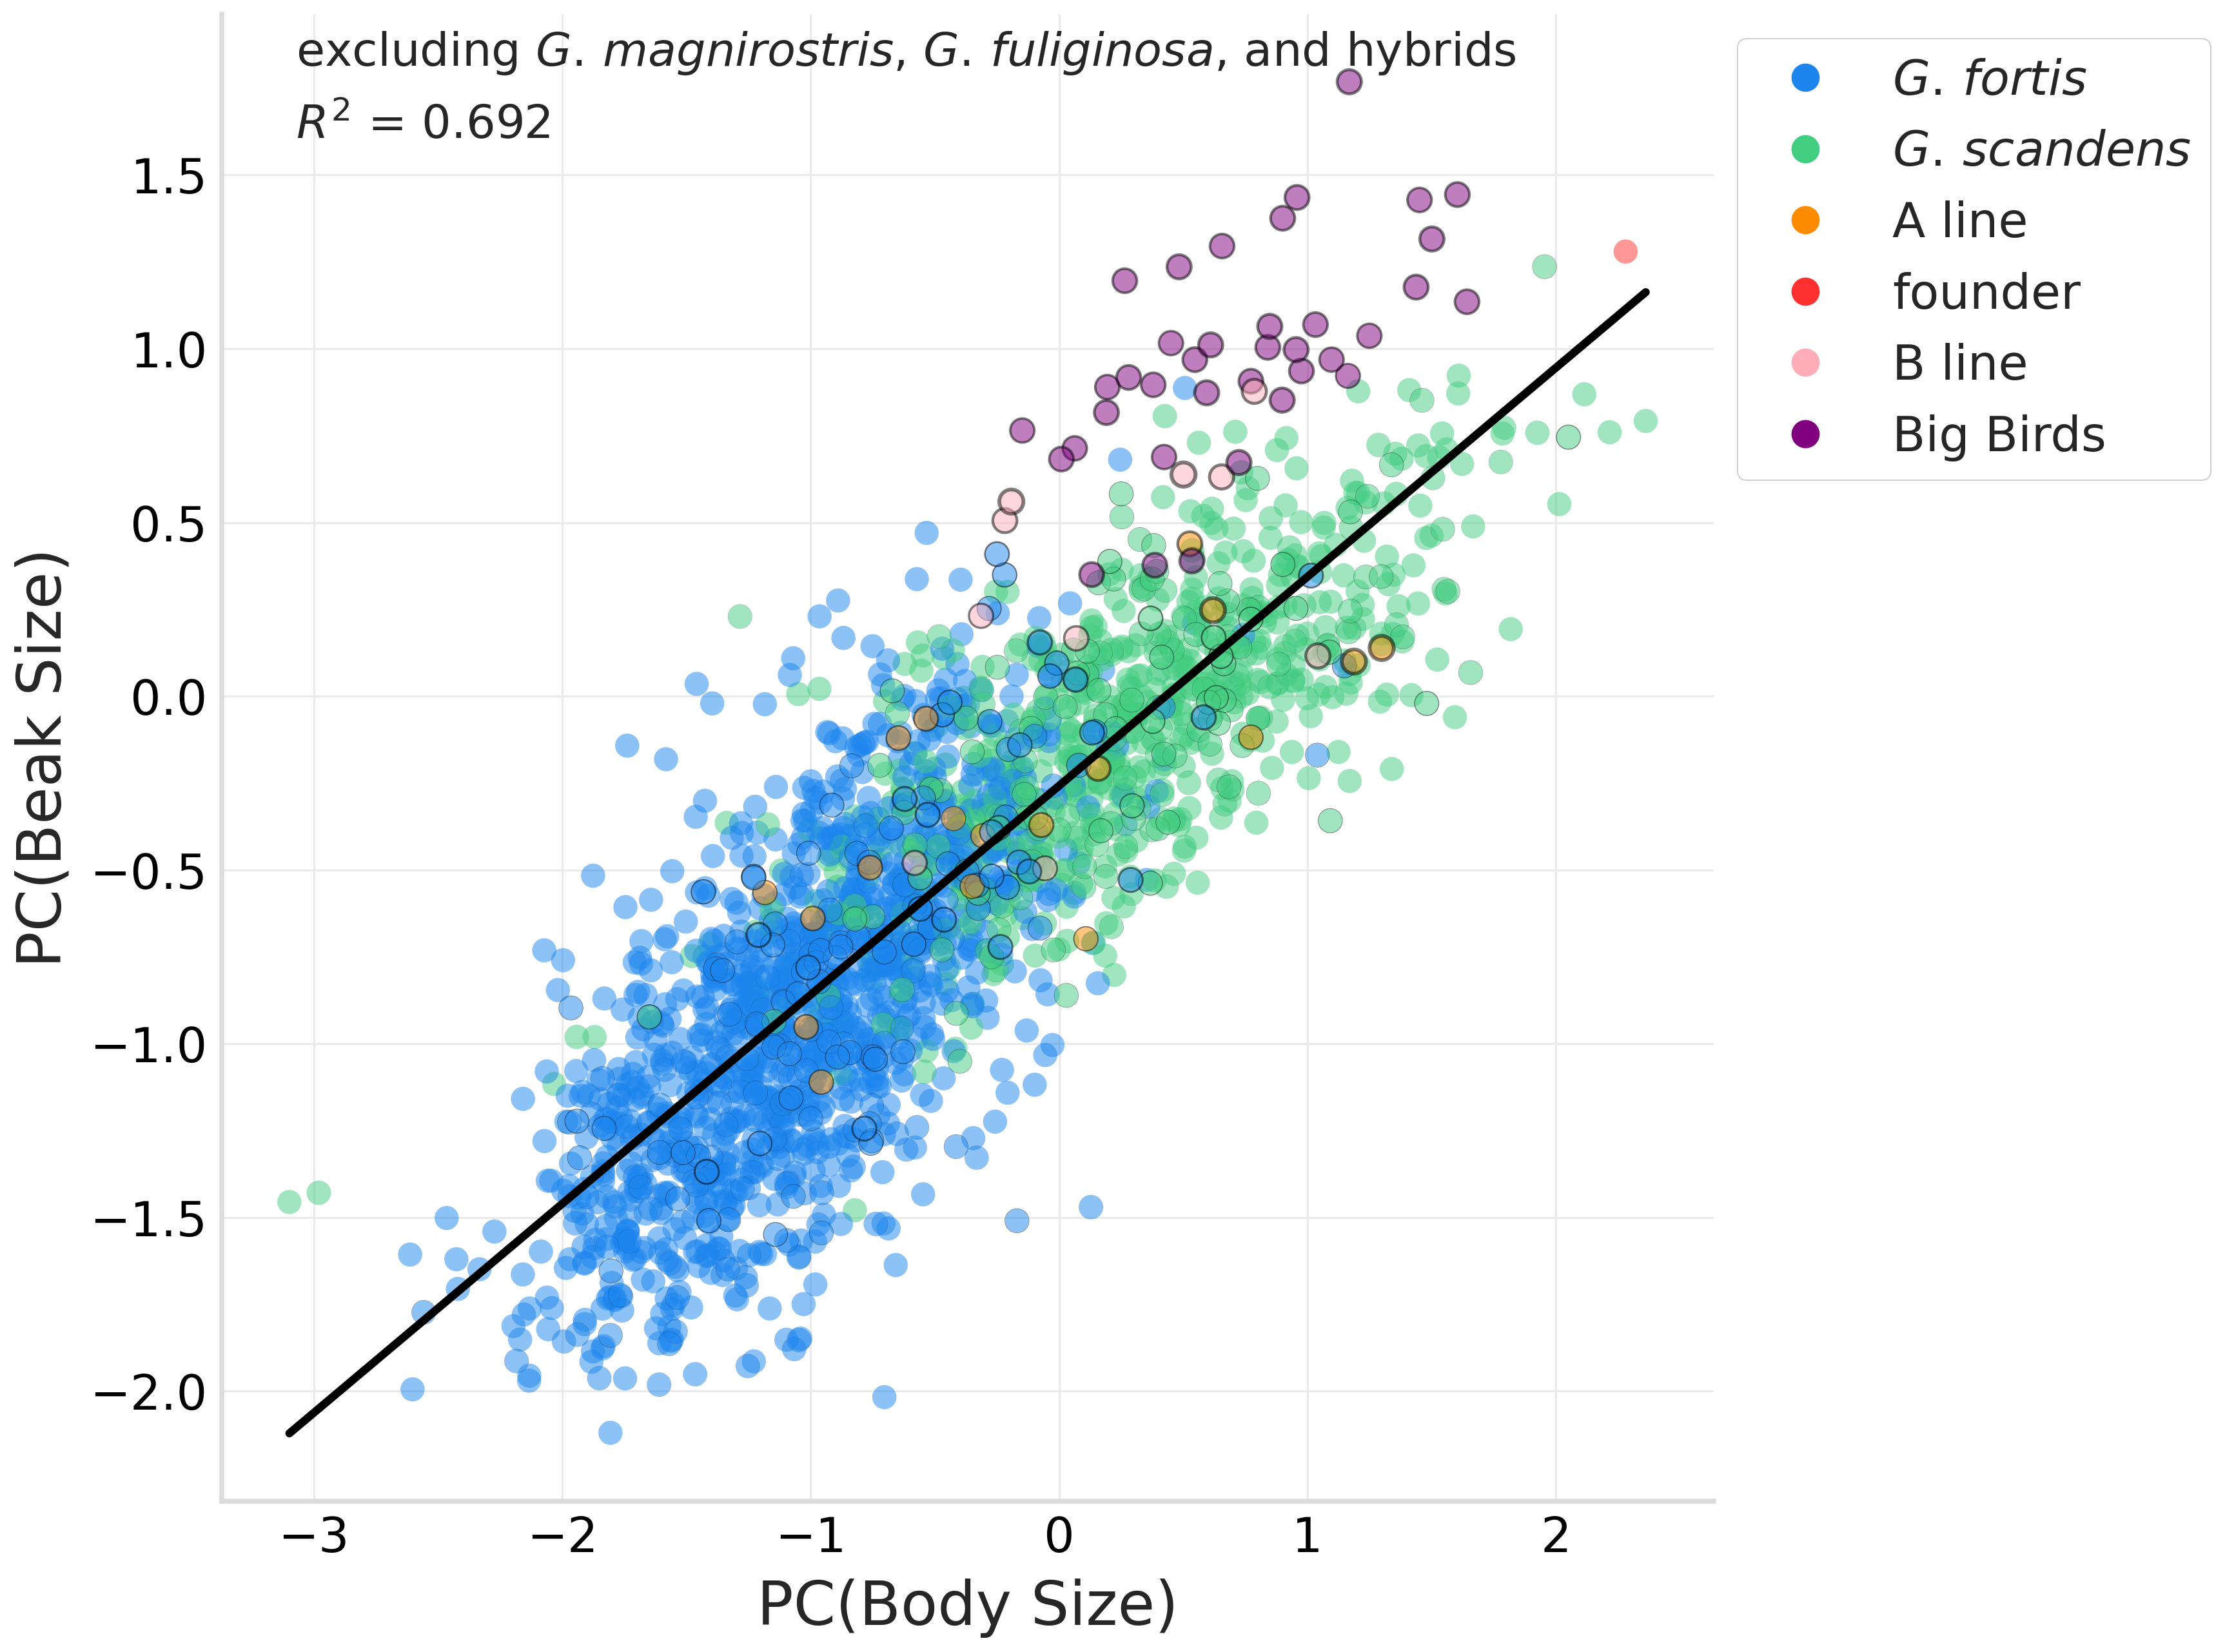 excluding G. magnirostris, G. fuliginosa, and hybrids
R² = 0.692
G. fortis
G. scandens
A line
founder
B line
Big Birds
PC(Beak Size)
1.5
1.0
0.5
0.0
−0.5
−1.0
−1.5
−2.0
−3 −2 −1 0 1 2
PC(Body Size)